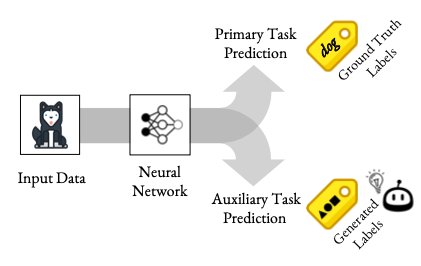 Primary Task
Prediction
dog
Ground Truth
Labels
Input Data
Neural
Network
Auxiliary Task
Prediction
Generated
Labels